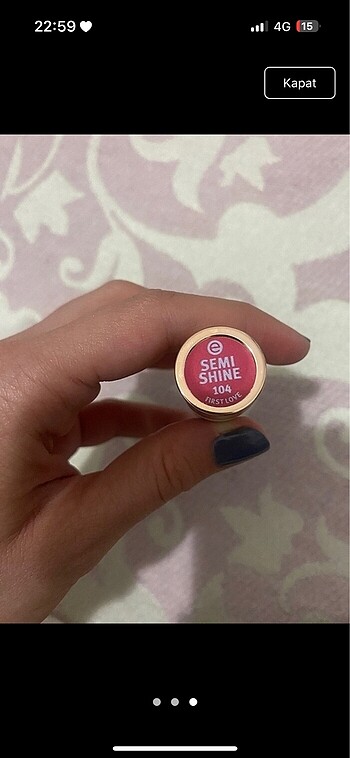 22:59
4G
15
Kapat
e
SEMI
SHINE
104
FIRST LOVE